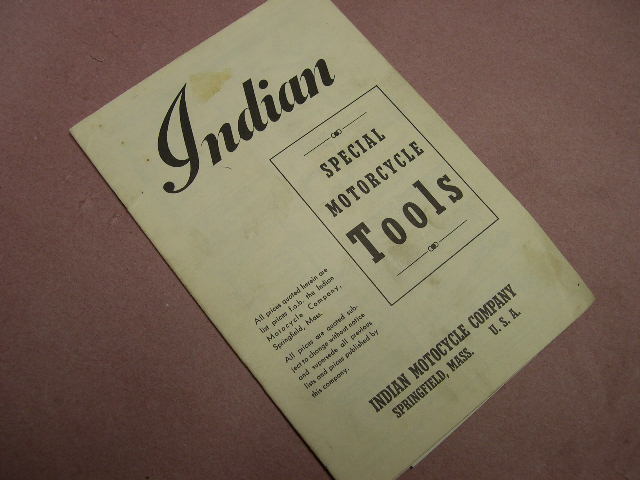 Indian
SPECIAL
MOTORCYCLE
Tools
All prices quoted herein are
list prices f.o.b. the Indian
Motocycle Company,
Springfield, Mass.
All prices are quoted sub-
ject to change without notice
and supersede all previous
lists and prices published by
this company.
INDIAN MOTOCYCLE COMPANY
SPRINGFIELD, MASS. U. S. A.